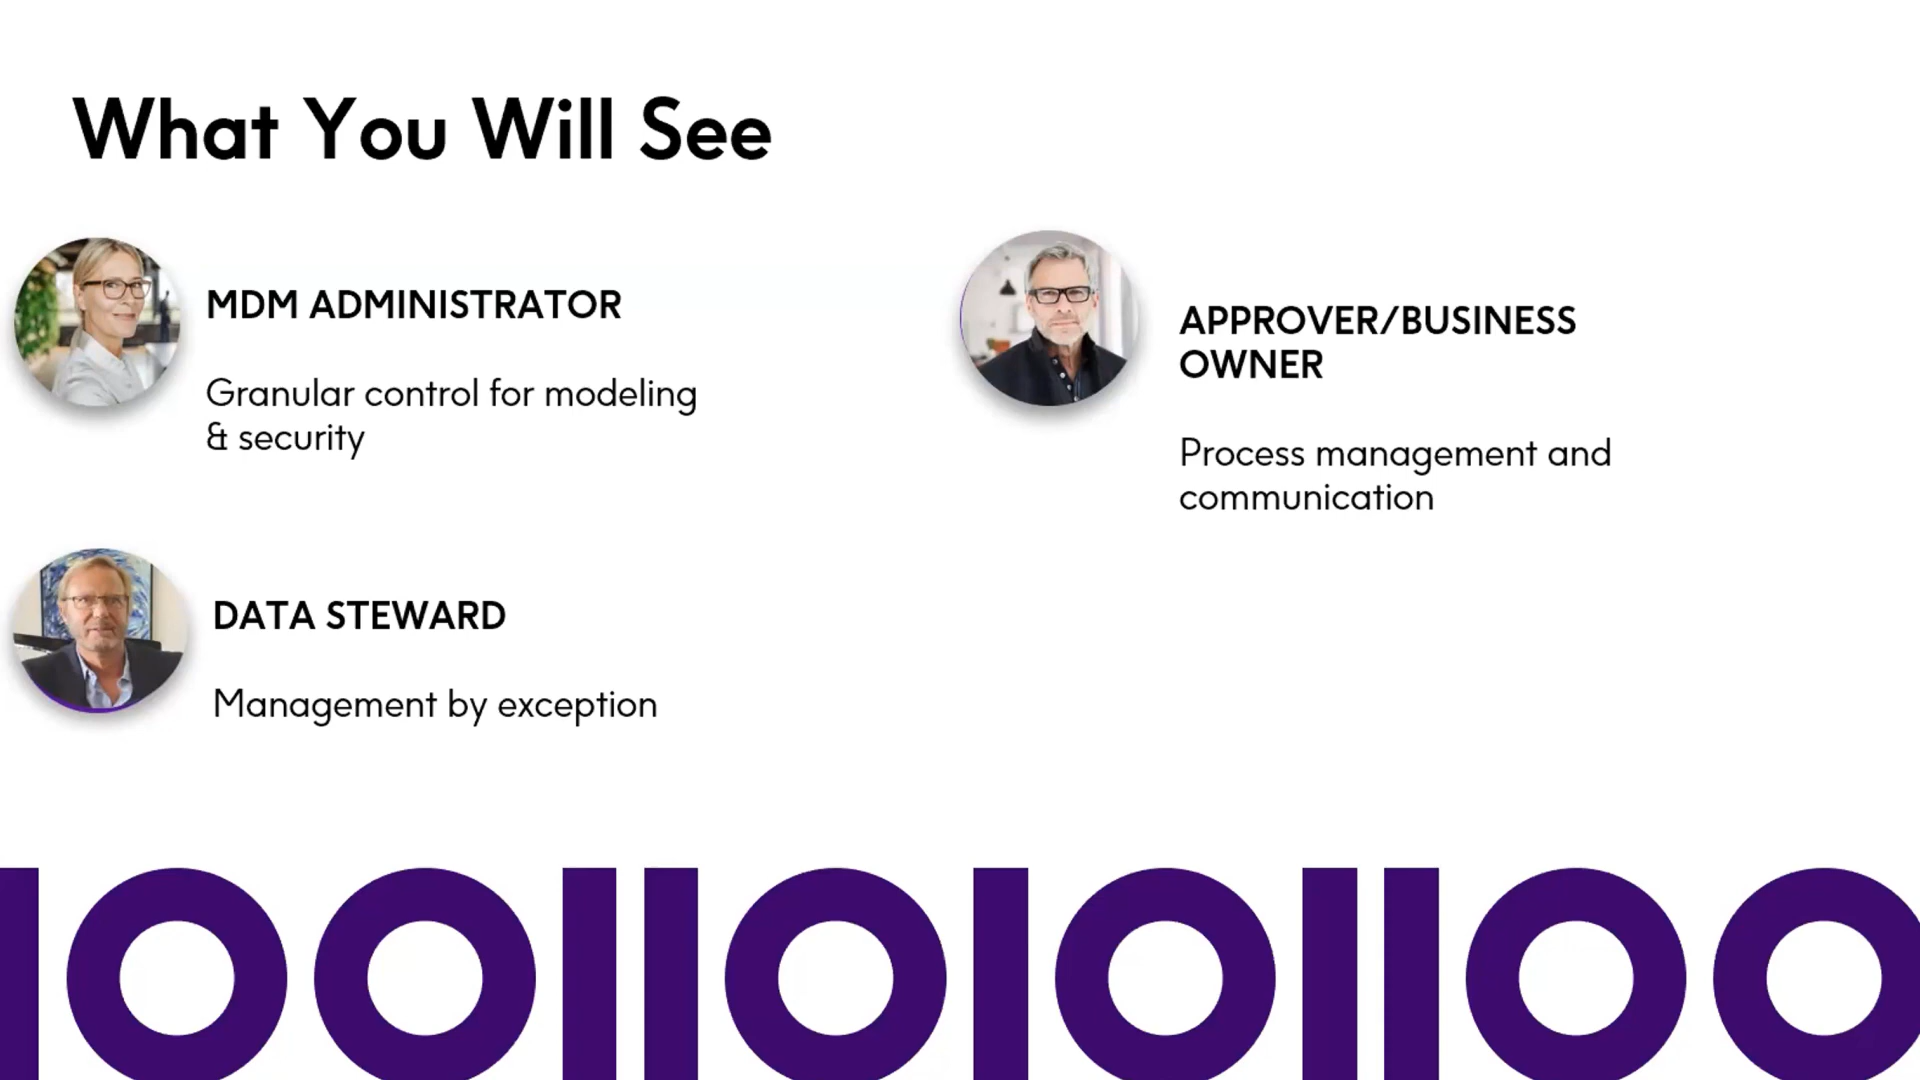 What You Will See
MDM ADMINISTRATOR
Granular control for modeling
& security
DATA STEWARD
Management by exception
APPROVER/BUSINESS
OWNER
Process management and
communication